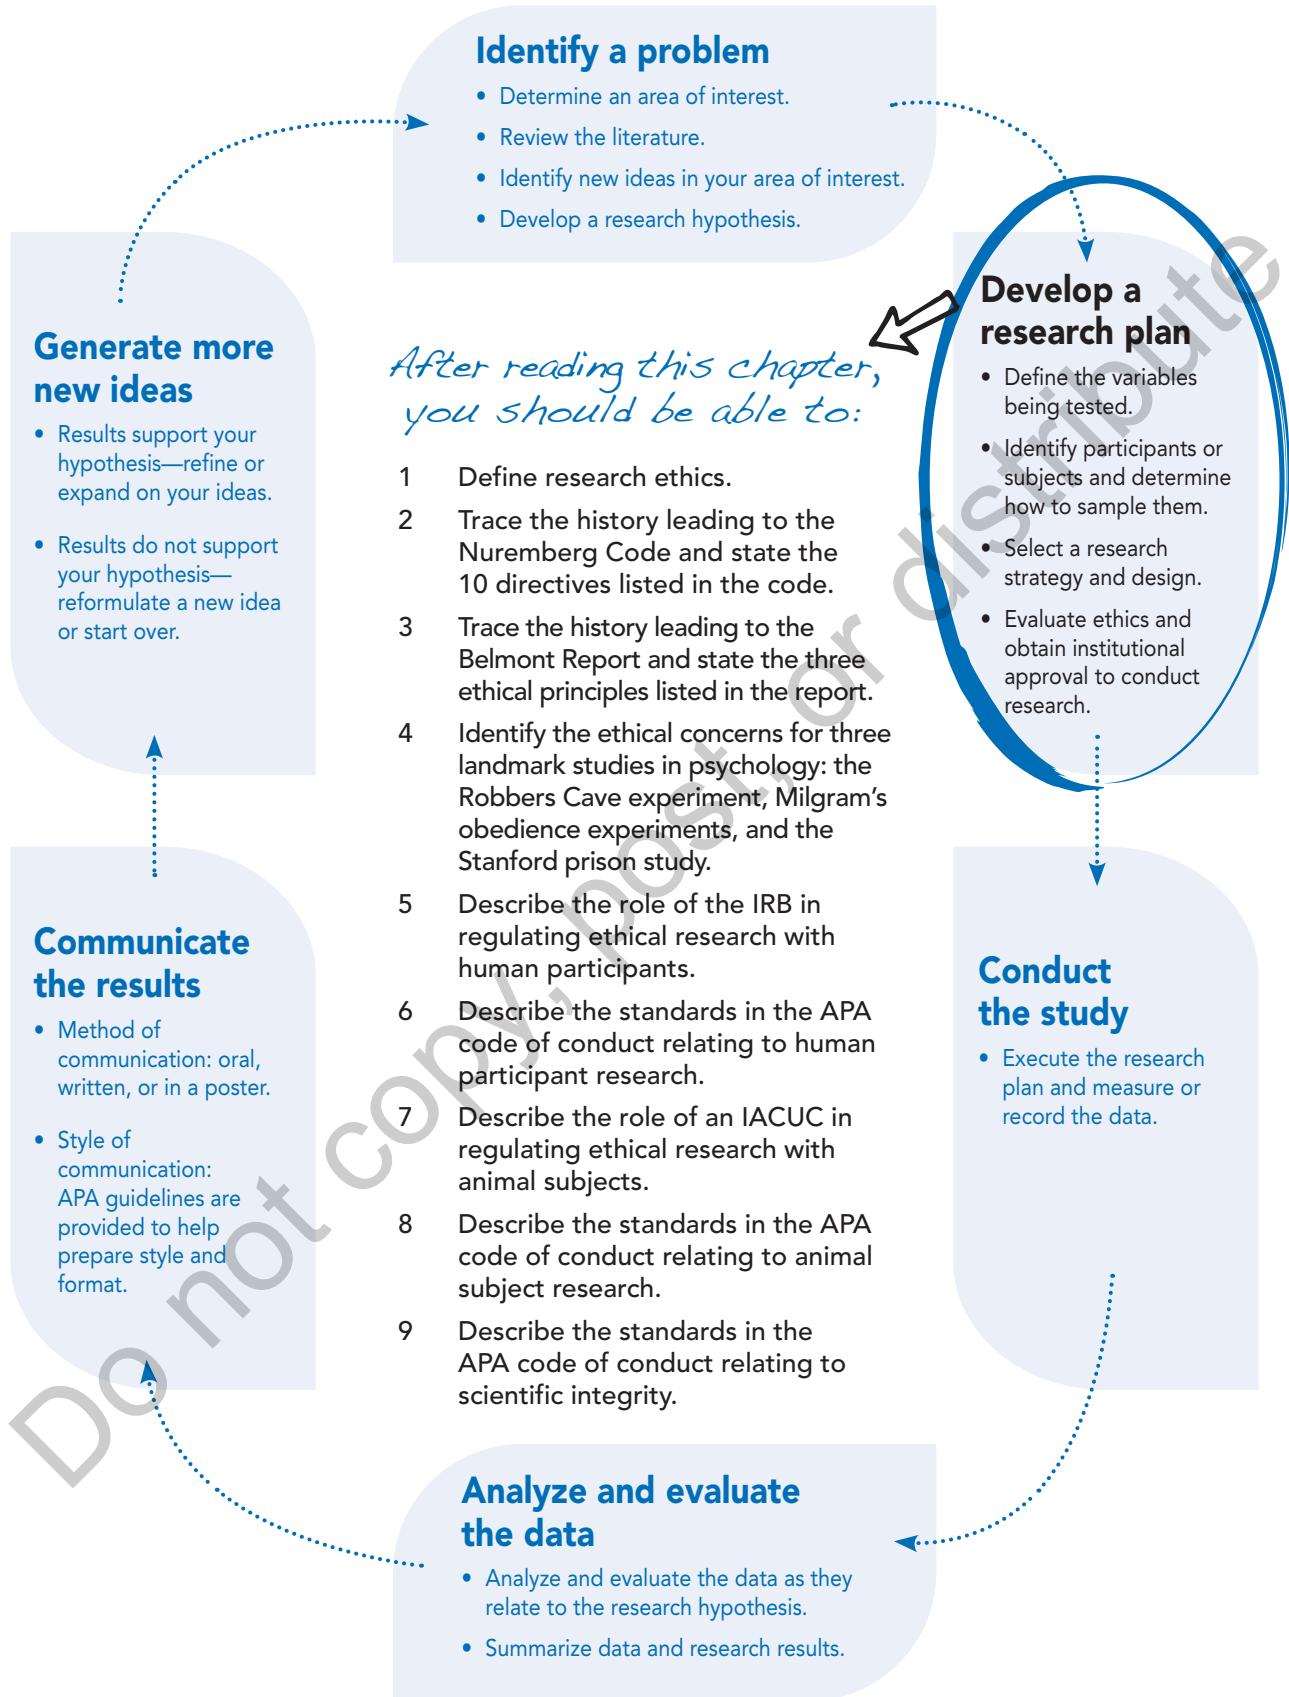 Identify a problem
• Determine an area of interest.
• Review the literature.
• Identify new ideas in your area of interest.
• Develop a research hypothesis.
Develop a
research plan
• Define the variables
being tested.
• Identify participants or
subjects and determine
how to sample them.
• Select a research
strategy and design.
• Evaluate ethics and
obtain institutional
approval to conduct
research.
Conduct
the study
• Execute the research
plan and measure or
record the data.
Analyze and evaluate
the data
• Analyze and evaluate the data as they
relate to the research hypothesis.
• Summarize data and research results.
Communicate
the results
• Method of
communication: oral,
written, or in a poster.
• Style of
communication:
APA guidelines are
provided to help
prepare style and
format.
Generate more
new ideas
• Results support your
hypothesis—refine or
expand on your ideas.
• Results do not support
your hypothesis—
reformulate a new idea
or start over.
After reading this chapter,
you should be able to:
1 Define research ethics.
2 Trace the history leading to the
Nuremberg Code and state the
10 directives listed in the code.
3 Trace the history leading to the
Belmont Report and state the three
ethical principles listed in the report.
4 Identify the ethical concerns for three
landmark studies in psychology: the
Robbers Cave experiment, Milgram's
obedience experiments, and the
Stanford prison study.
5 Describe the role of the IRB in
regulating ethical research with
human participants.
6 Describe the standards in the APA
code of conduct relating to human
participant research.
7 Describe the role of an IACUC in
regulating ethical research with
animal subjects.
8 Describe the standards in the APA
code of conduct relating to animal
subject research.
9 Describe the standards in the
APA code of conduct relating to
scientific integrity.
Do not copy, post, or distribute